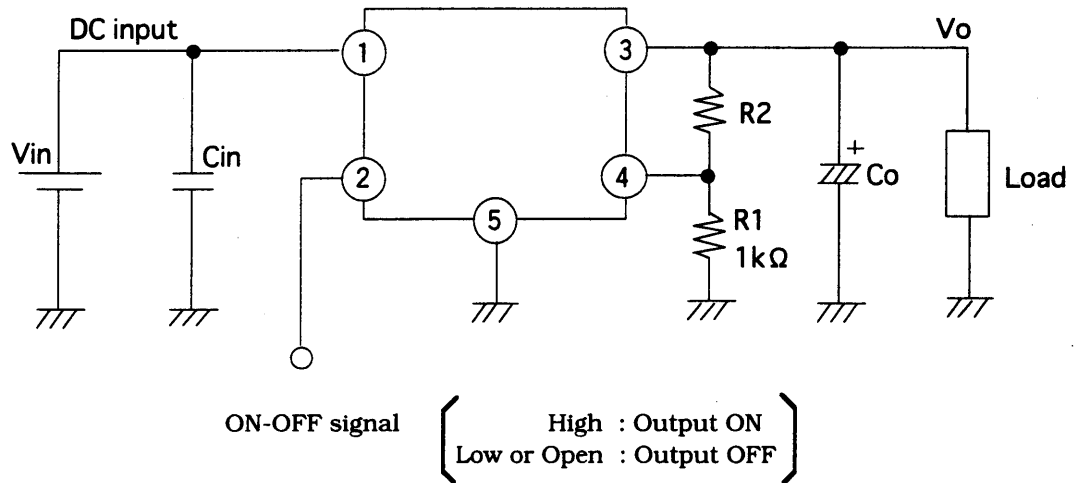 DC input
Vo
1
3
R2
Vin
Cin
2
4
+
Co
Load
5
R1
1kΩ
ON-OFF signal
High : Output ON
Low or Open : Output OFF